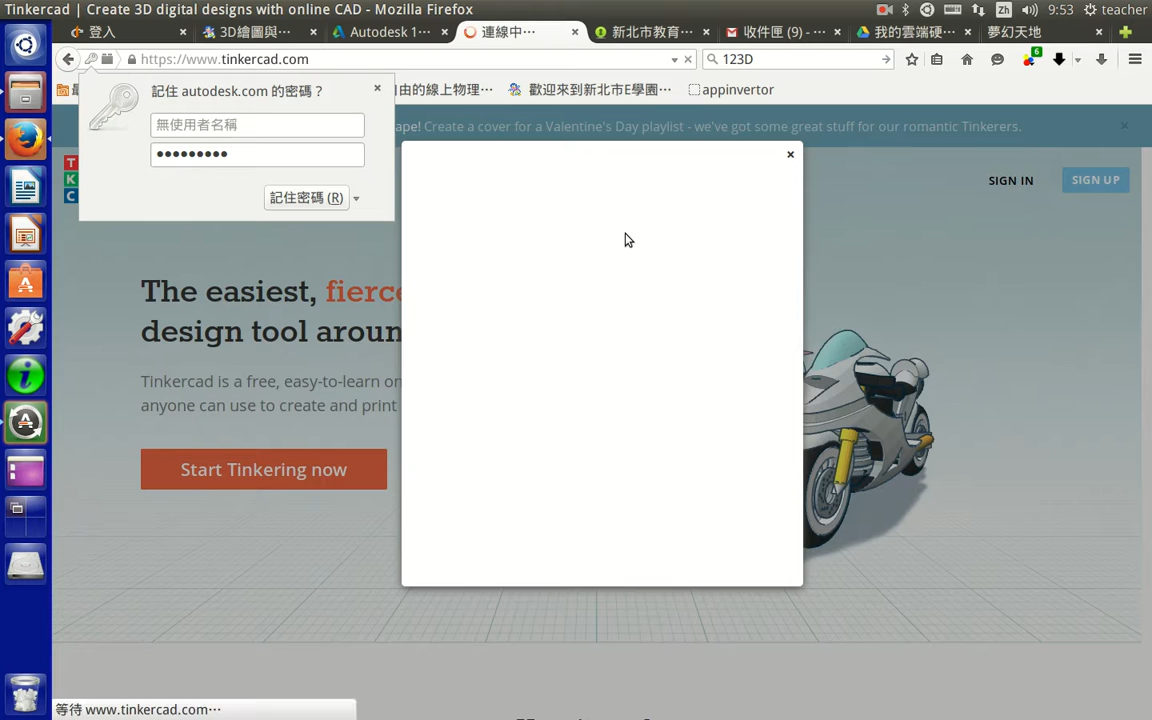 Tinkercad | Create 3D digital designs with online CAD - Mozilla Firefox
Zh
9:53
teacher
登入
3D繪圖與⋯
Autodesk 1⋯
連線中⋯
新北市教育⋯
收件匣 (9) -⋯
我的雲端硬⋯
夢幻天地
https://www.tinkercad.com
123D
6
由的線上物理⋯
歡迎來到新北市E學園⋯
appinvertor
記住 autodesk.com 的密碼？
無使用者名稱
•••••••••
記住密碼 (R)
ape! Create a cover for a Valentine's Day playlist - we've got some great stuff for our romantic Tinkerers.
T
K
C
SIGN IN
SIGN UP
The easiest, fierce
design tool aroun
Tinkercad is a free, easy-to-learn on
anyone can use to create and print
Start Tinkering now
等待 www.tinkercad.com⋯